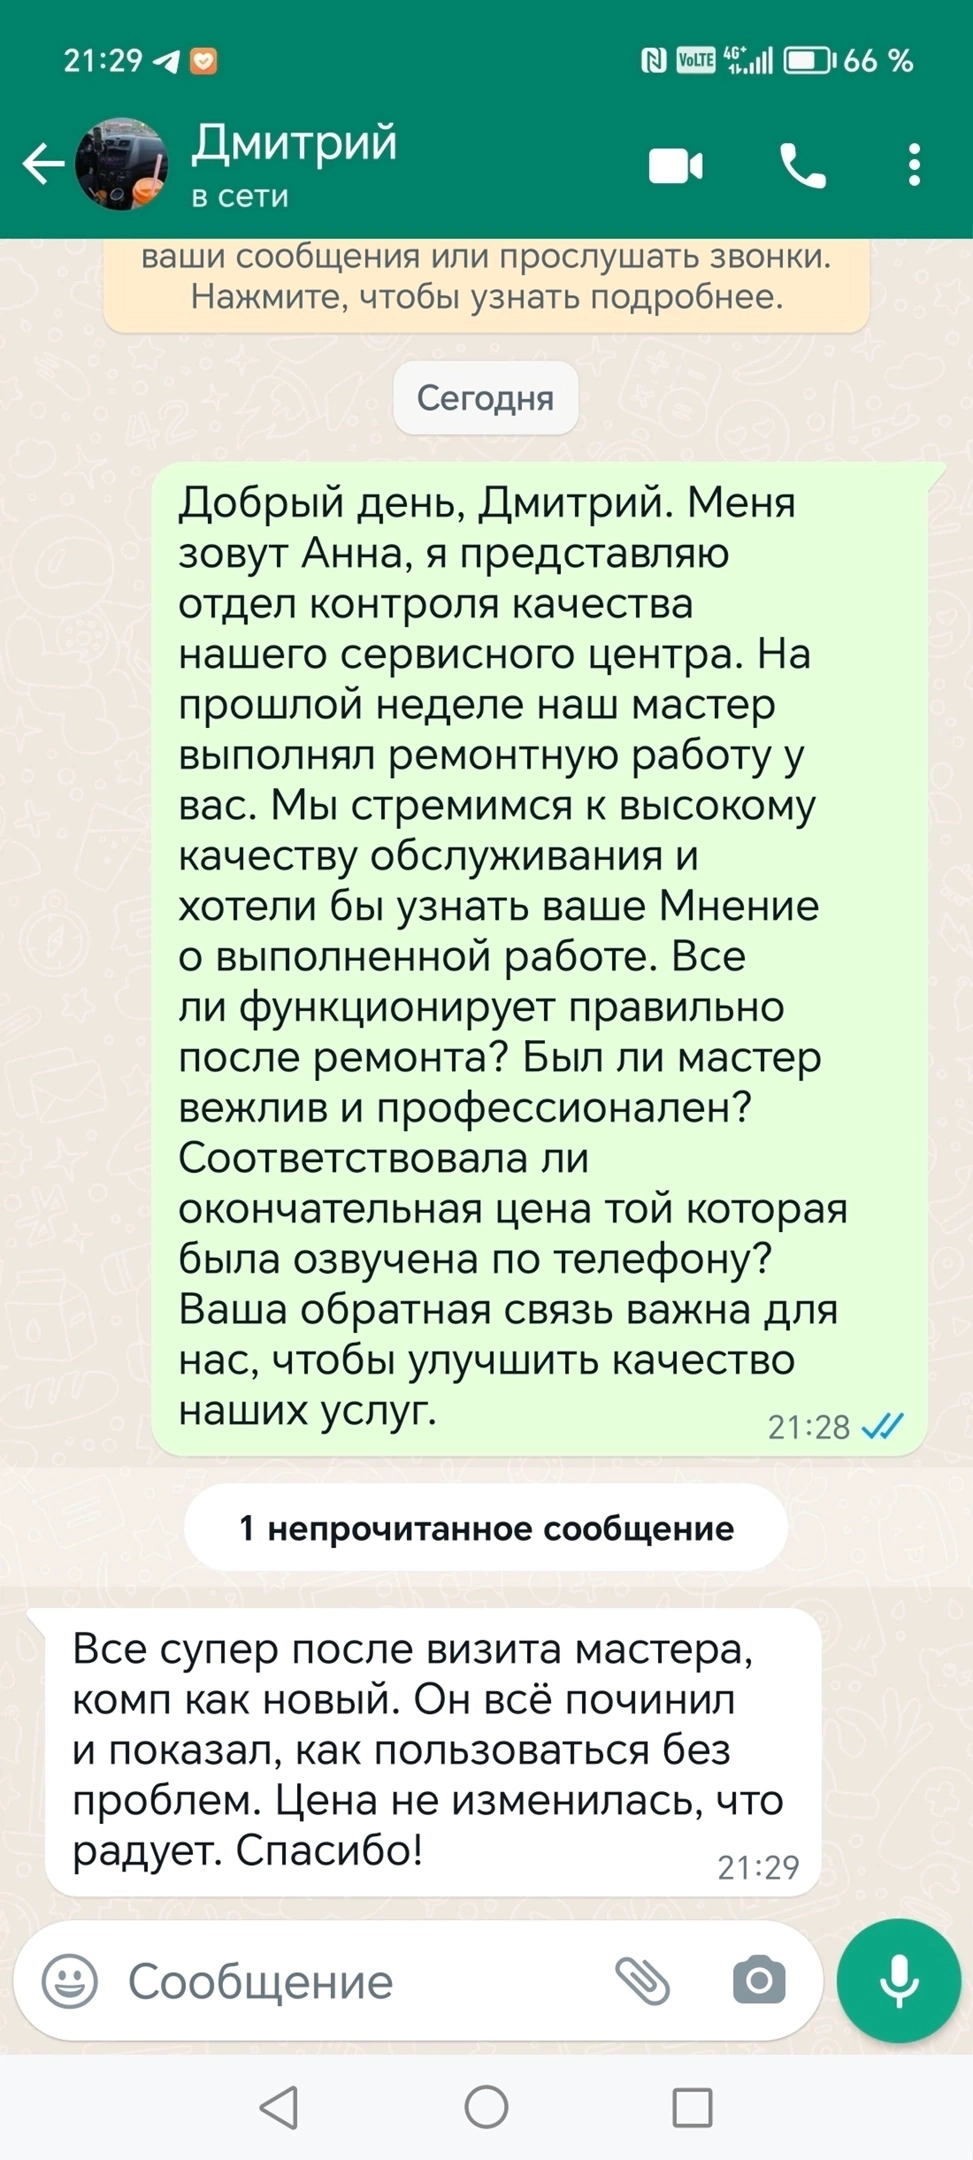 21:29
VoLTE 4G+ 66 %
Дмитрий
в сети
ваши сообщения или прослушать звонки.
Нажмите, чтобы узнать подробнее.
Сегодня
Добрый день, Дмитрий. Меня
зовут Анна, я представляю
отдел контроля качества
нашего сервисного центра. На
прошлой неделе наш мастер
выполнял ремонтную работу у
вас. Мы стремимся к высокому
качеству обслуживания и
хотели бы узнать ваше Мнение
о выполненной работе. Все
ли функционирует правильно
после ремонта? Был ли мастер
вежлив и профессионален?
Соответствовала ли
окончательная цена той которая
была озвучена по телефону?
Ваша обратная связь важна для
нас, чтобы улучшить качество
наших услуг.
21:28
1 непрочитанное сообщение
Все супер после визита мастера,
комп как новый. Он всё починил
и показал, как пользоваться без
проблем. Цена не изменилась, что
радует. Спасибо!
21:29
Сообщение